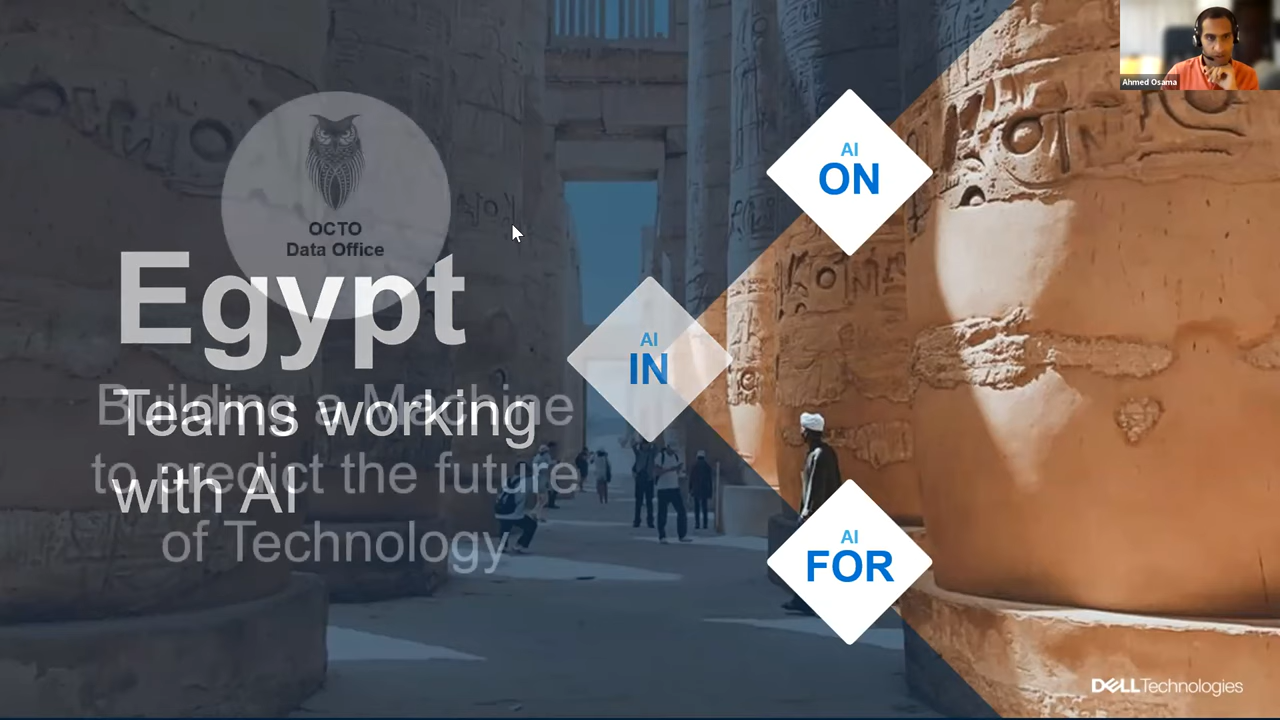 Ahmed Osama
OCTO
Data Office
Egypt
Building a Machine
to predict the future
of Technology
Teams working
with AI
AI
ON
AI
IN
AI
FOR
DELL Technologies